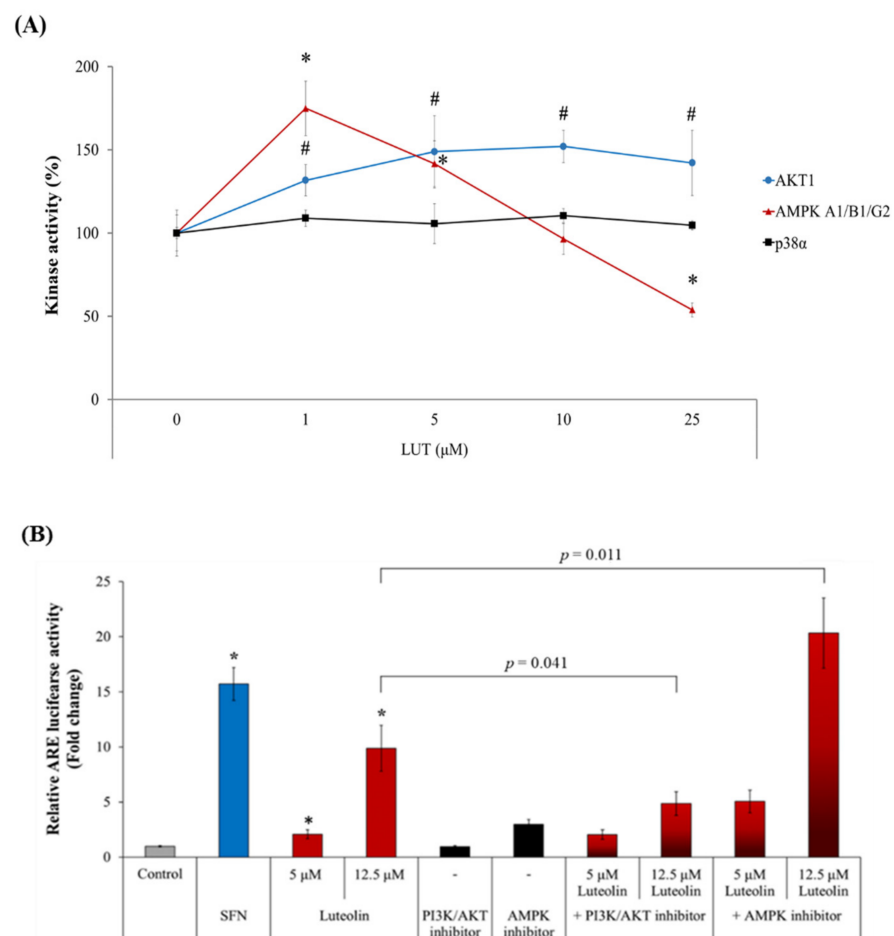 (A)
200
150
100
50
0
Kinase activity (%)
*
#
#
*
#
#
*
AKT1
AMPK A1/B1/G2
p38α
0 1 5 10 25
LUT (μM)
(B)
p = 0.011
p = 0.041
25
20
15
10
5
0
Relative ARE lucifearse activity
(Fold change)
*
*
*
Control
5 μM
12.5 μM
-
-
5 μM
Luteolin
12.5 μM
Luteolin
5 μM
Luteolin
12.5 μM
Luteolin
SFN
Luteolin
PI3K/AKT
inhibitor
AMPK
inhibitor
+ PI3K/AKT inhibitor
+ AMPK inhibitor